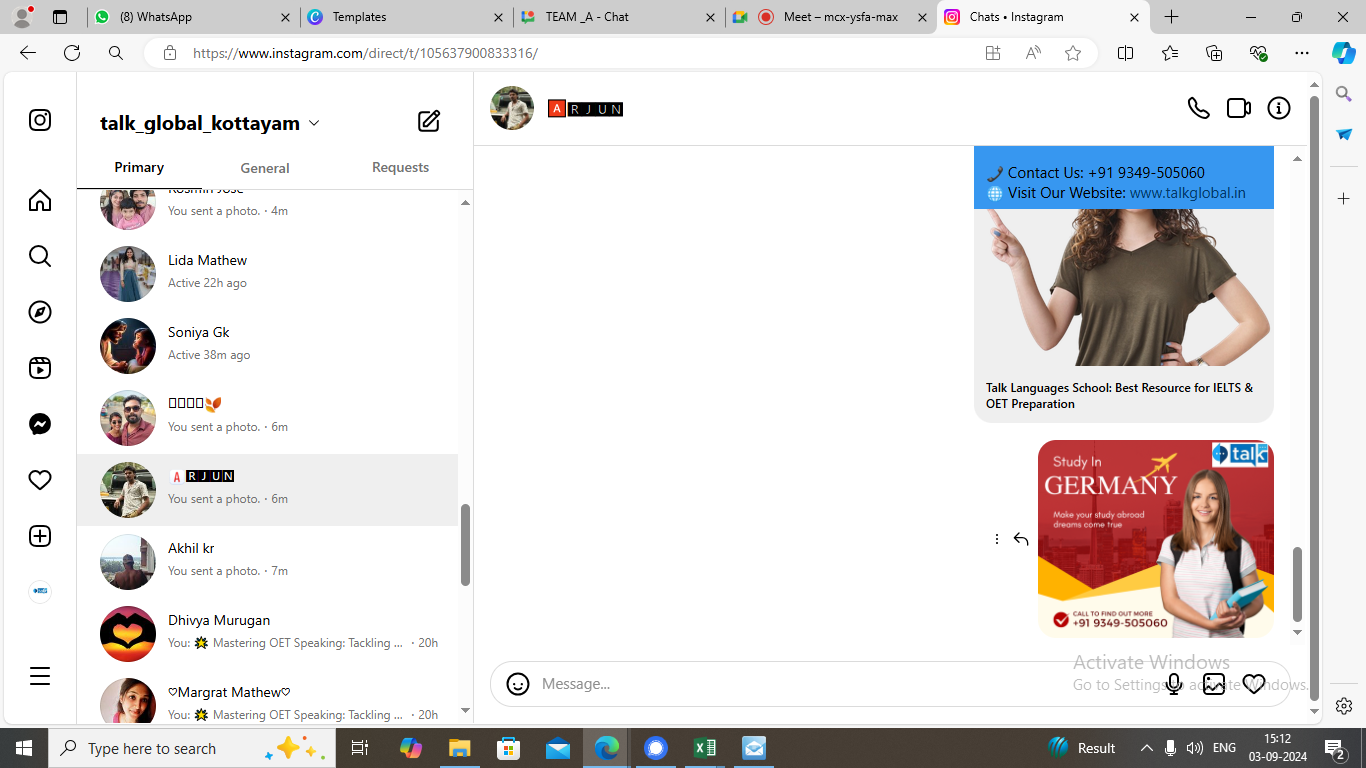 (8) WhatsApp
Templates
TEAM _A - Chat
Meet – mcx-ysfa-max
Chats • Instagram
https://www.instagram.com/direct/t/105637900833316/
talk_global_kottayam
Primary
General
Requests
Rosmin Jose
You sent a photo. · 4m
Lida Mathew
Active 22h ago
Soniya Gk
Active 38m ago
You sent a photo. · 6m
🅰 R J U N
You sent a photo. · 6m
Akhil kr
You sent a photo. · 7m
Dhivya Murugan
You: Mastering OET Speaking: Tackling ... · 20h
♡Margrat Mathew♡
You: Mastering OET Speaking: Tackling ... · 20h
🅰 R J U N
Contact Us: +91 9349-505060
Visit Our Website: www.talkglobal.in
Talk Languages School: Best Resource for IELTS &
OET Preparation
talk
Study In
GERMANY
Make your study abroad
dreams come true
CALL TO FIND OUT MORE
+91 9349-505060
Message...
Activate Windows
Go to Settings to activate Windows.
Type here to search
Result
ENG
15:12
03-09-2024
2